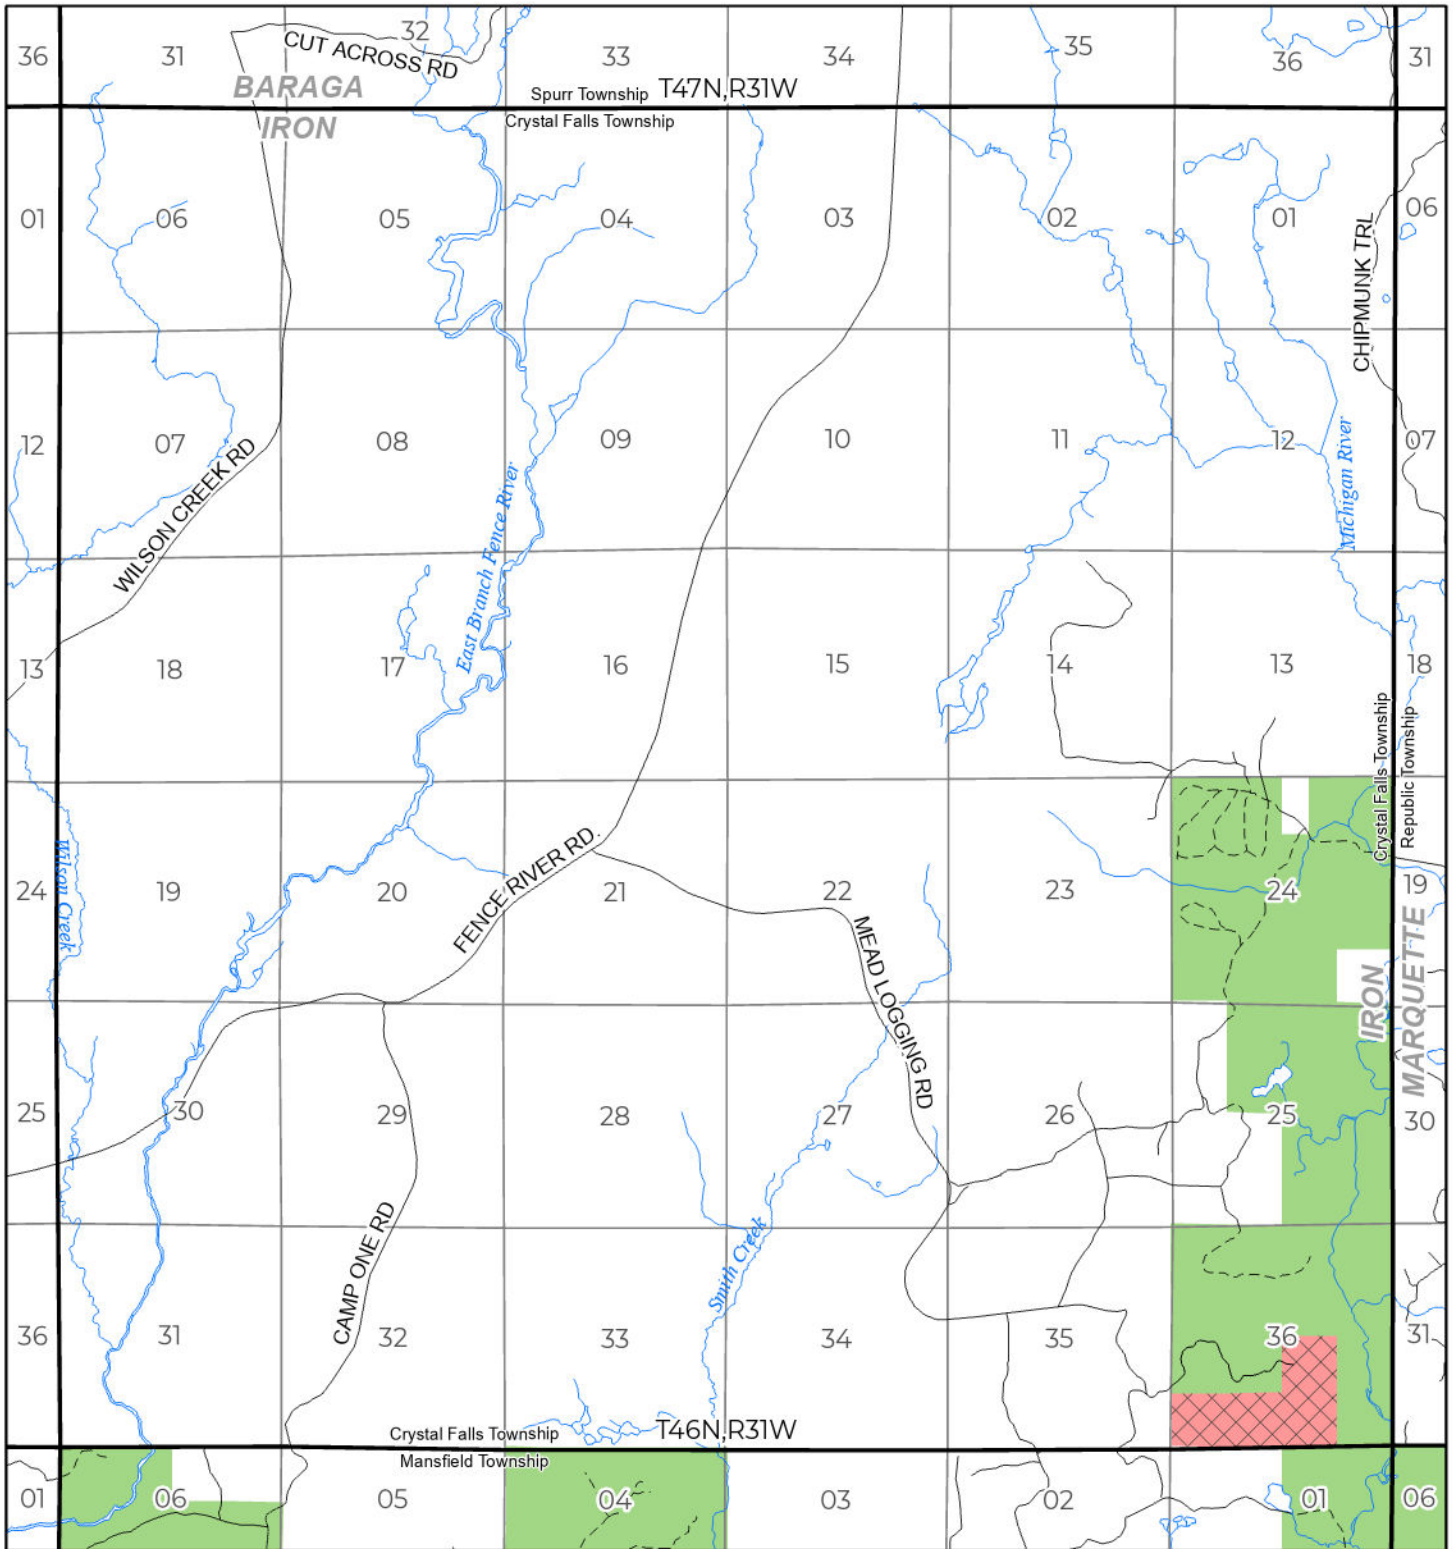 32
36 31 CUT ACROSS RD 33 34 35 36 31
BARAGA
Spurr Township T47N,R31W
IRON Crystal Falls Township
01 06 05 04 03 02 01 06
CHIPMUNK TRL
12 07 08 09 10 11 12 07
WILSON CREEK RD
East Branch Fence River
Michigan River
13 18 17 16 15 14 13 18
Crystal Falls Township
Republic Township
Wilson Creek
24 19 20 21 22 23 24 19
FENCE RIVER RD.
MEAD LOGGING RD
IRON
MARQUETTE
25 30 29 28 27 26 25 30
CAMP ONE RD
Smith Creek
36 31 32 33 34 35 36 31
Crystal Falls Township T46N,R31W
Mansfield Township
01 06 05 04 03 02 01 06